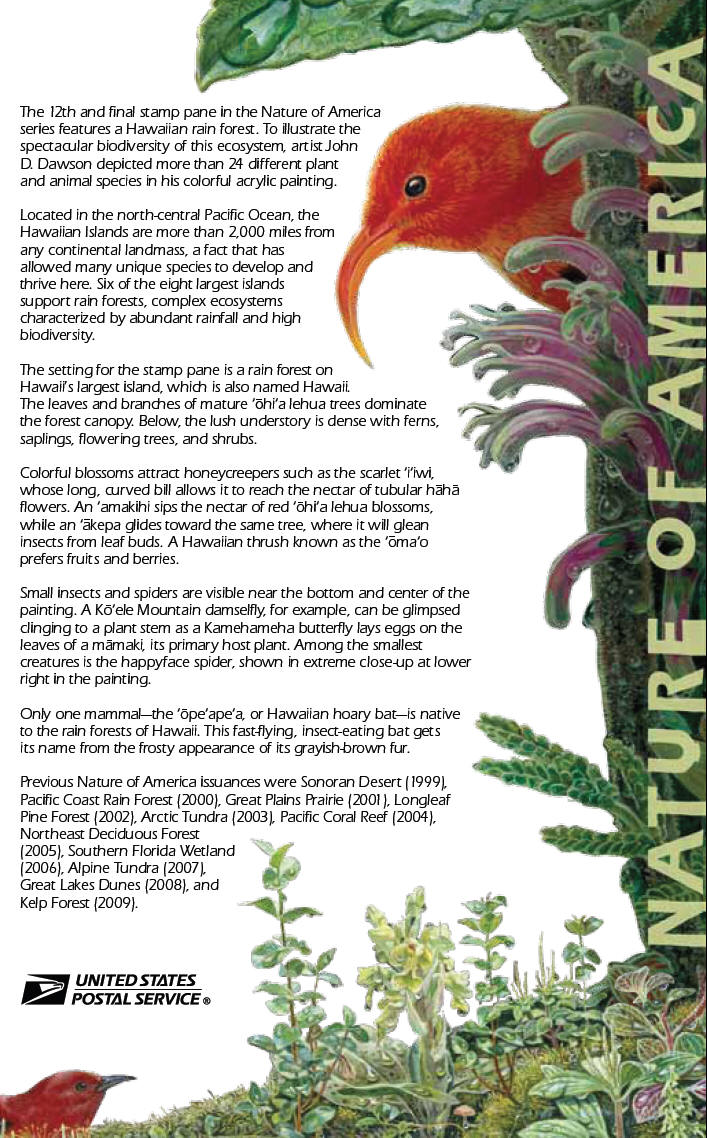 The 12th and final stamp pane in the Nature of America
series features a Hawaiian rain forest. To illustrate the
spectacular biodiversity of this ecosystem, artist John
D. Dawson depicted more than 24 different plant
and animal species in his colorful acrylic painting.
Located in the north-central Pacific Ocean, the
Hawaiian Islands are more than 2,000 miles from
any continental landmass, a fact that has
allowed many unique species to develop and
thrive here. Six of the eight largest islands
support rain forests, complex ecosystems
characterized by abundant rainfall and high
biodiversity.
The setting for the stamp pane is a rain forest on
Hawaii's largest island, which is also named Hawaii.
The leaves and branches of mature 'ōhi'a lehua trees dominate
the forest canopy. Below, the lush understory is dense with ferns,
saplings, flowering trees, and shrubs.
Colorful blossoms attract honeycreepers such as the scarlet 'i'iwi,
whose long, curved bill allows it to reach the nectar of tubular hāhā
flowers. An 'amakihi sips the nectar of red 'ōhi'a lehua blossoms,
while an 'ākepa glides toward the same tree, where it will glean
insects from leaf buds. A Hawaiian thrush known as the 'ōma'o
prefers fruits and berries.
Small insects and spiders are visible near the bottom and center of the
painting. A Kō'ele Mountain damselfly, for example, can be glimpsed
clinging to a plant stem as a Kamehameha butterfly lays eggs on the
leaves of a māmaki, its primary host plant. Among the smallest
creatures is the happyface spider, shown in extreme close-up at lower
right in the painting.
Only one mammal—the 'ōpe'ape'a, or Hawaiian hoary bat—is native
to the rain forests of Hawaii. This fast-flying, insect-eating bat gets
its name from the frosty appearance of its grayish-brown fur.
Previous Nature of America issuances were Sonoran Desert (1999),
Pacific Coast Rain Forest (2000), Great Plains Prairie (2001), Longleaf
Pine Forest (2002), Arctic Tundra (2003), Pacific Coral Reef (2004),
Northeast Deciduous Forest
(2005), Southern Florida Wetland
(2006), Alpine Tundra (2007),
Great Lakes Dunes (2008), and
Kelp Forest (2009).
UNITED STATES
POSTAL SERVICE ®
NATURE OF AMERICA